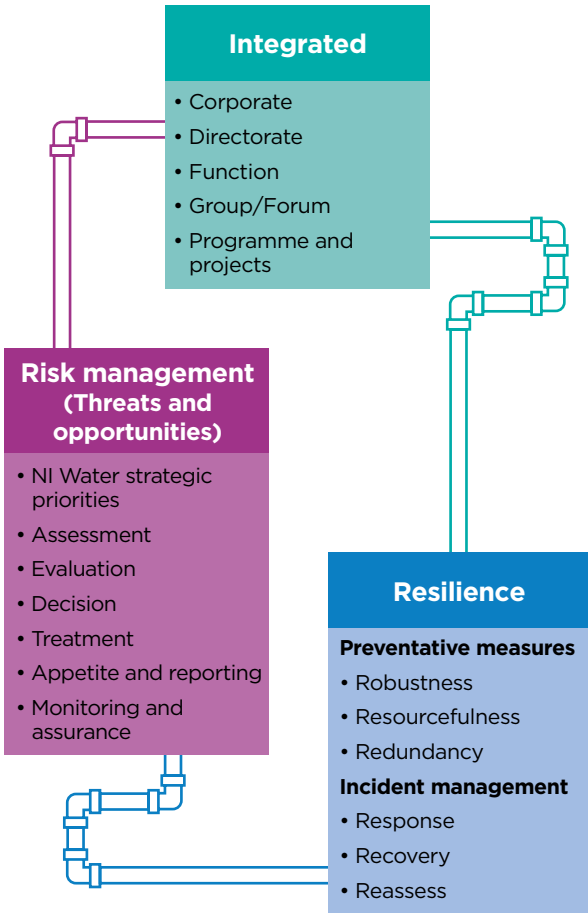 Integrated
• Corporate
• Directorate
• Function
• Group/Forum
• Programme and
projects
Risk management
(Threats and
opportunities)
• NI Water strategic
priorities
• Assessment
• Evaluation
• Decision
• Treatment
• Appetite and reporting
• Monitoring and
assurance
Resilience
Preventative measures
• Robustness
• Resourcefulness
• Redundancy
Incident management
• Response
• Recovery
• Reassess